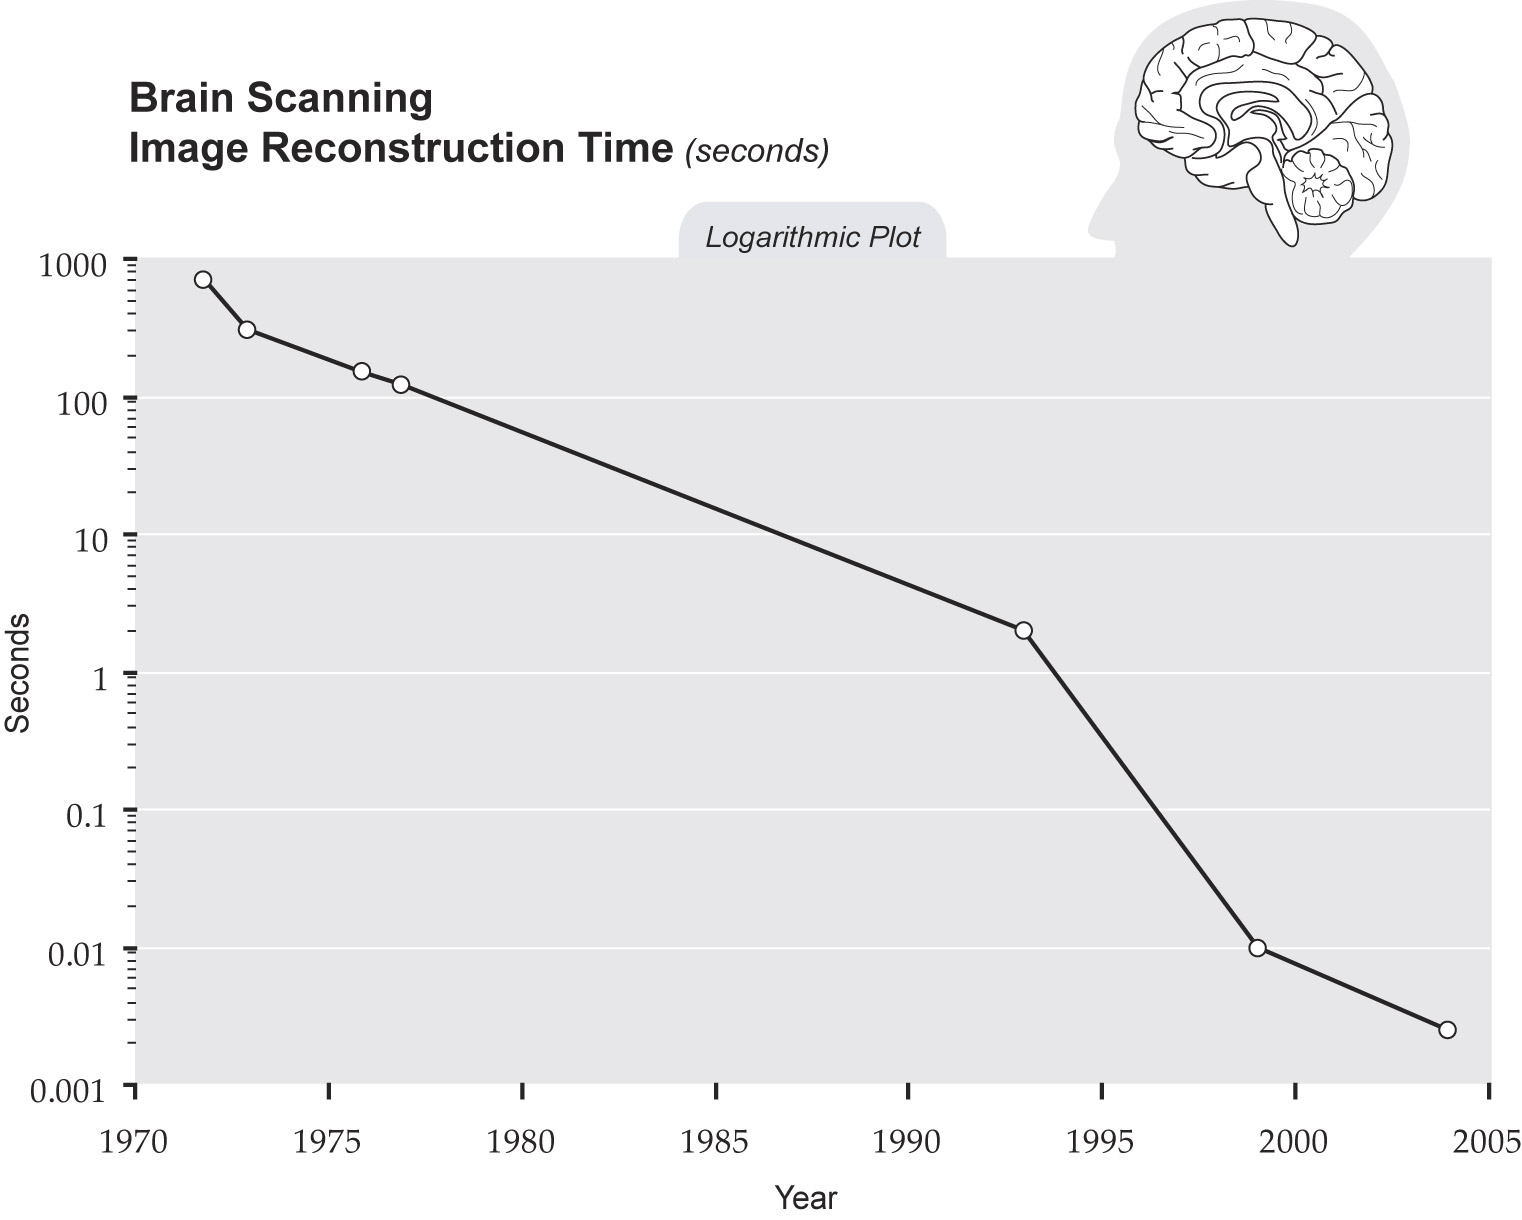 Brain Scanning
Image Reconstruction Time (seconds)
Logarithmic Plot
1000
100
10
1
0.1
0.01
0.001
Seconds
1970 1975 1980 1985 1990 1995 2000 2005
Year